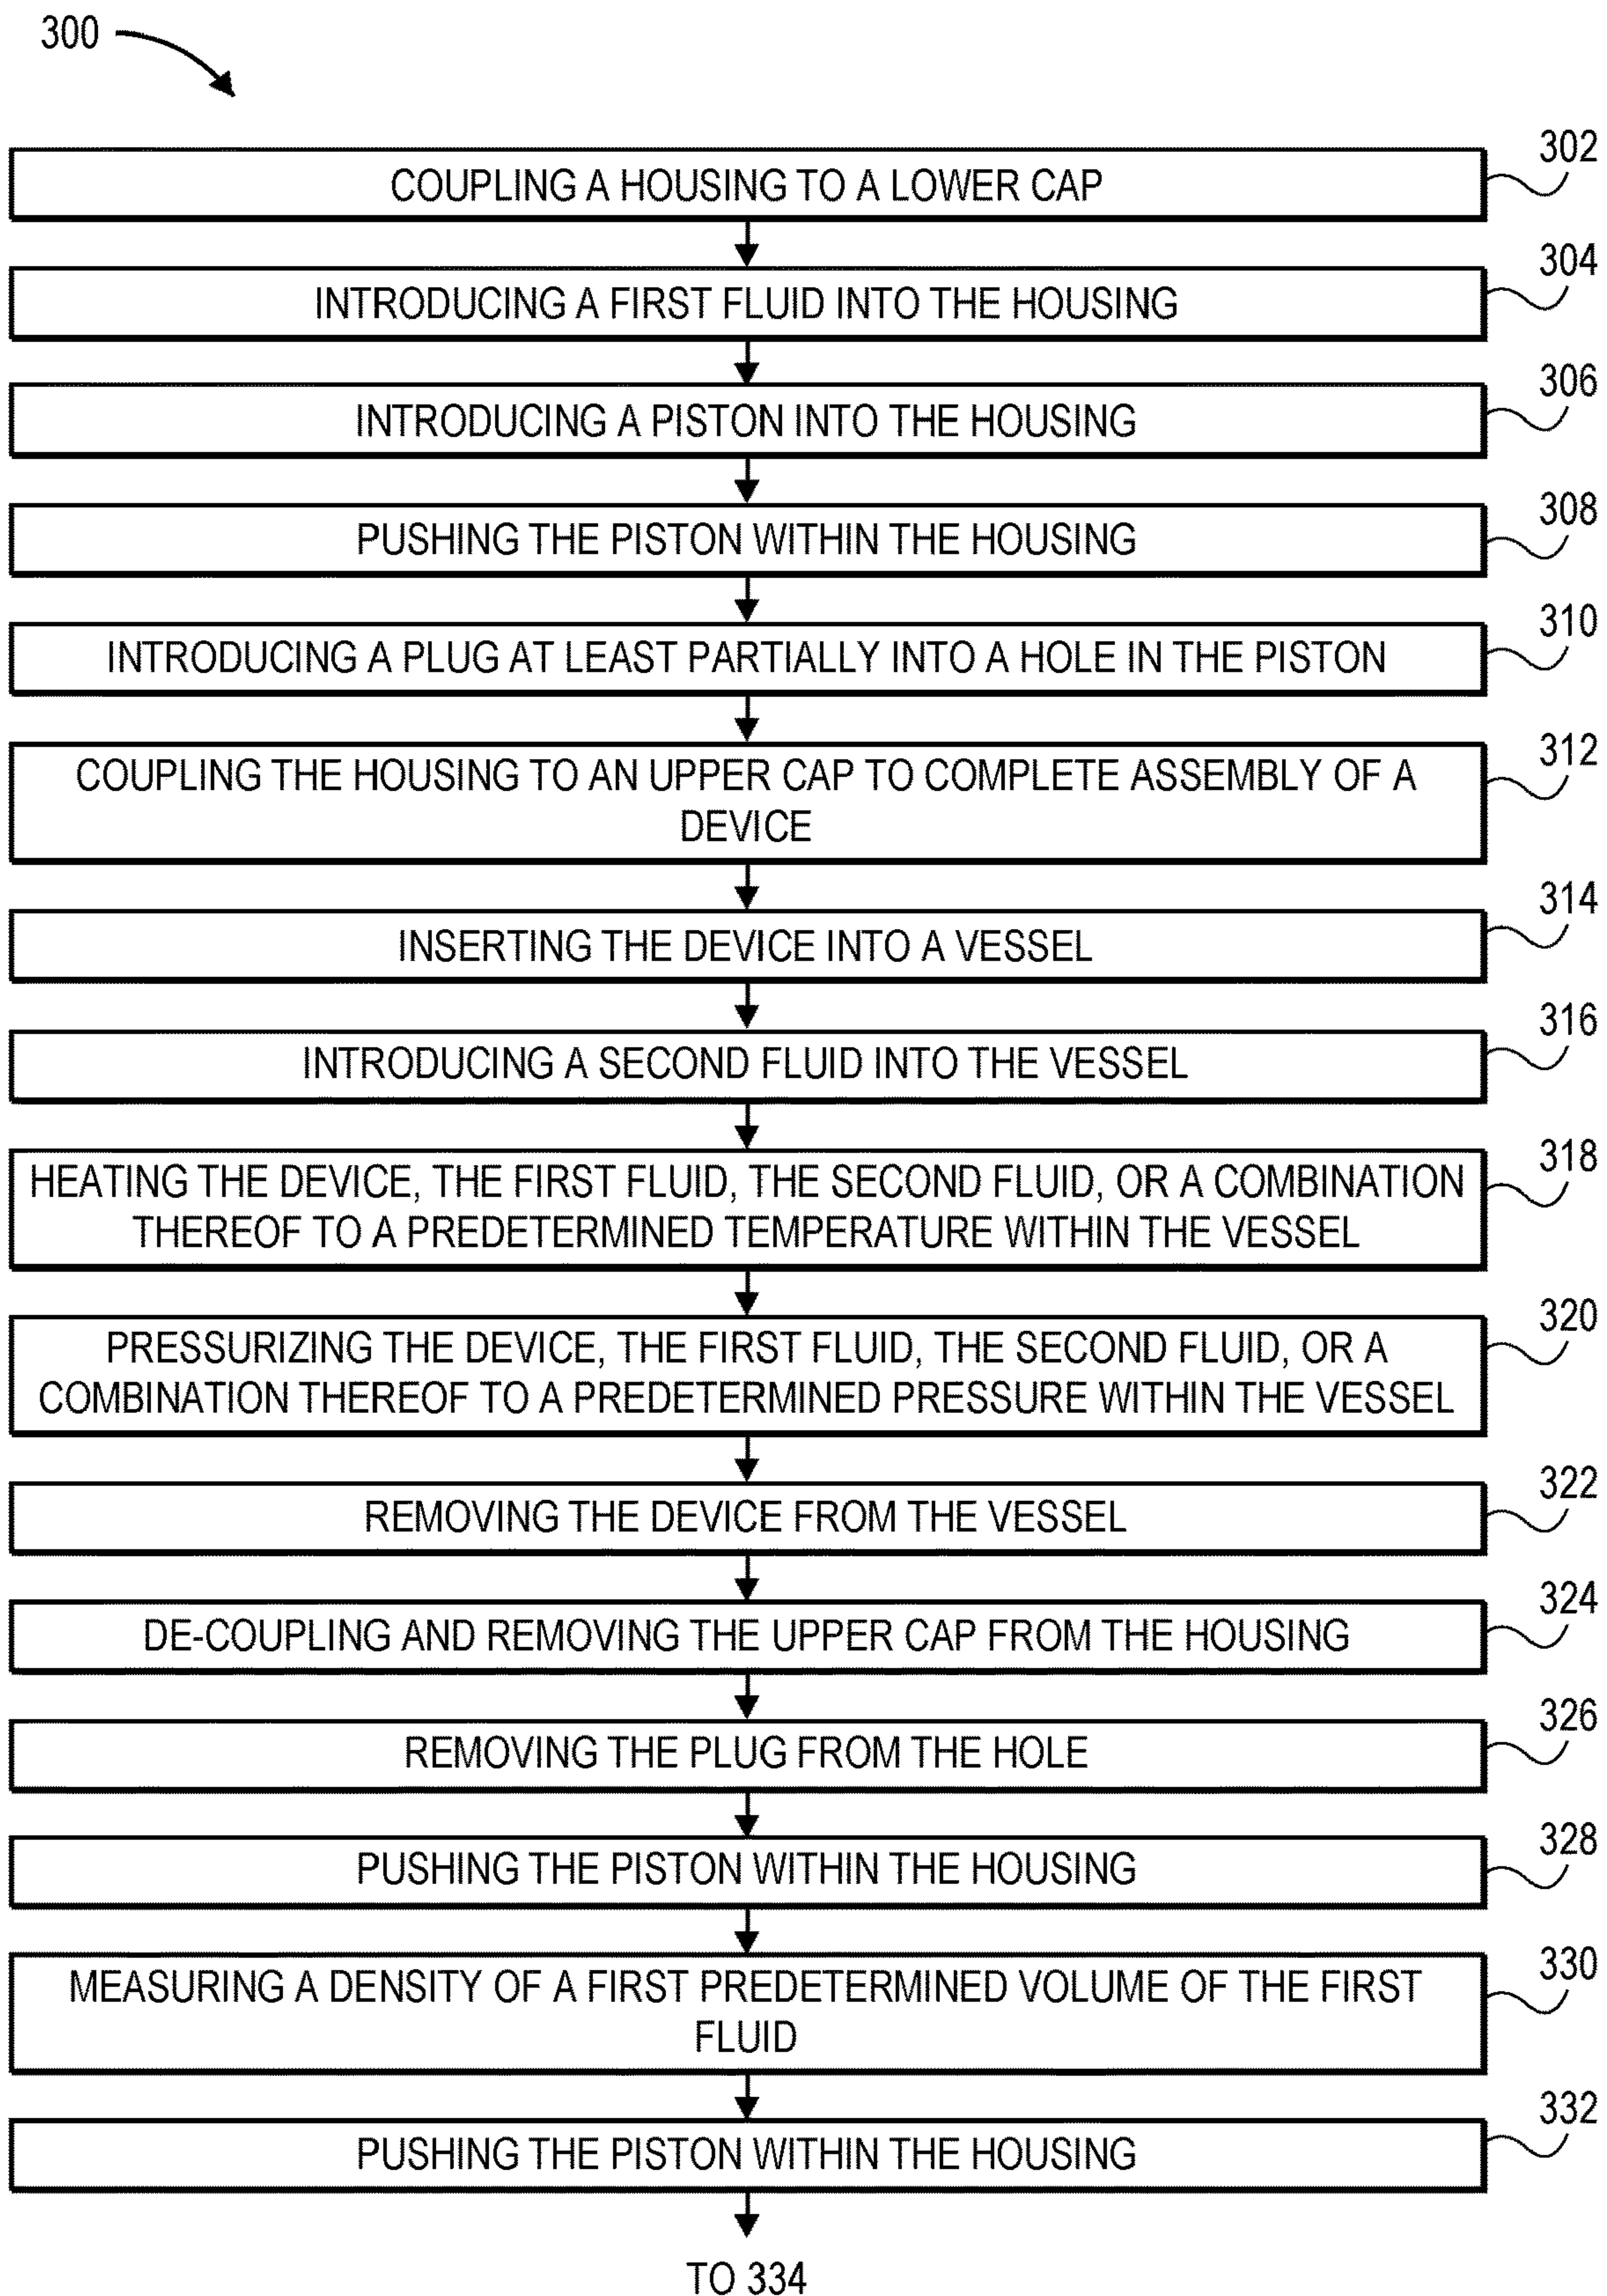 300
302
COUPLING A HOUSING TO A LOWER CAP
304
INTRODUCING A FIRST FLUID INTO THE HOUSING
306
INTRODUCING A PISTON INTO THE HOUSING
308
PUSHING THE PISTON WITHIN THE HOUSING
310
INTRODUCING A PLUG AT LEAST PARTIALLY INTO A HOLE IN THE PISTON
312
COUPLING THE HOUSING TO AN UPPER CAP TO COMPLETE ASSEMBLY OF A
DEVICE
314
INSERTING THE DEVICE INTO A VESSEL
316
INTRODUCING A SECOND FLUID INTO THE VESSEL
318
HEATING THE DEVICE, THE FIRST FLUID, THE SECOND FLUID, OR A COMBINATION
THEREOF TO A PREDETERMINED TEMPERATURE WITHIN THE VESSEL
320
PRESSURIZING THE DEVICE, THE FIRST FLUID, THE SECOND FLUID, OR A
COMBINATION THEREOF TO A PREDETERMINED PRESSURE WITHIN THE VESSEL
322
REMOVING THE DEVICE FROM THE VESSEL
324
DE-COUPLING AND REMOVING THE UPPER CAP FROM THE HOUSING
326
REMOVING THE PLUG FROM THE HOLE
328
PUSHING THE PISTON WITHIN THE HOUSING
330
MEASURING A DENSITY OF A FIRST PREDETERMINED VOLUME OF THE FIRST
FLUID
332
PUSHING THE PISTON WITHIN THE HOUSING
TO 334